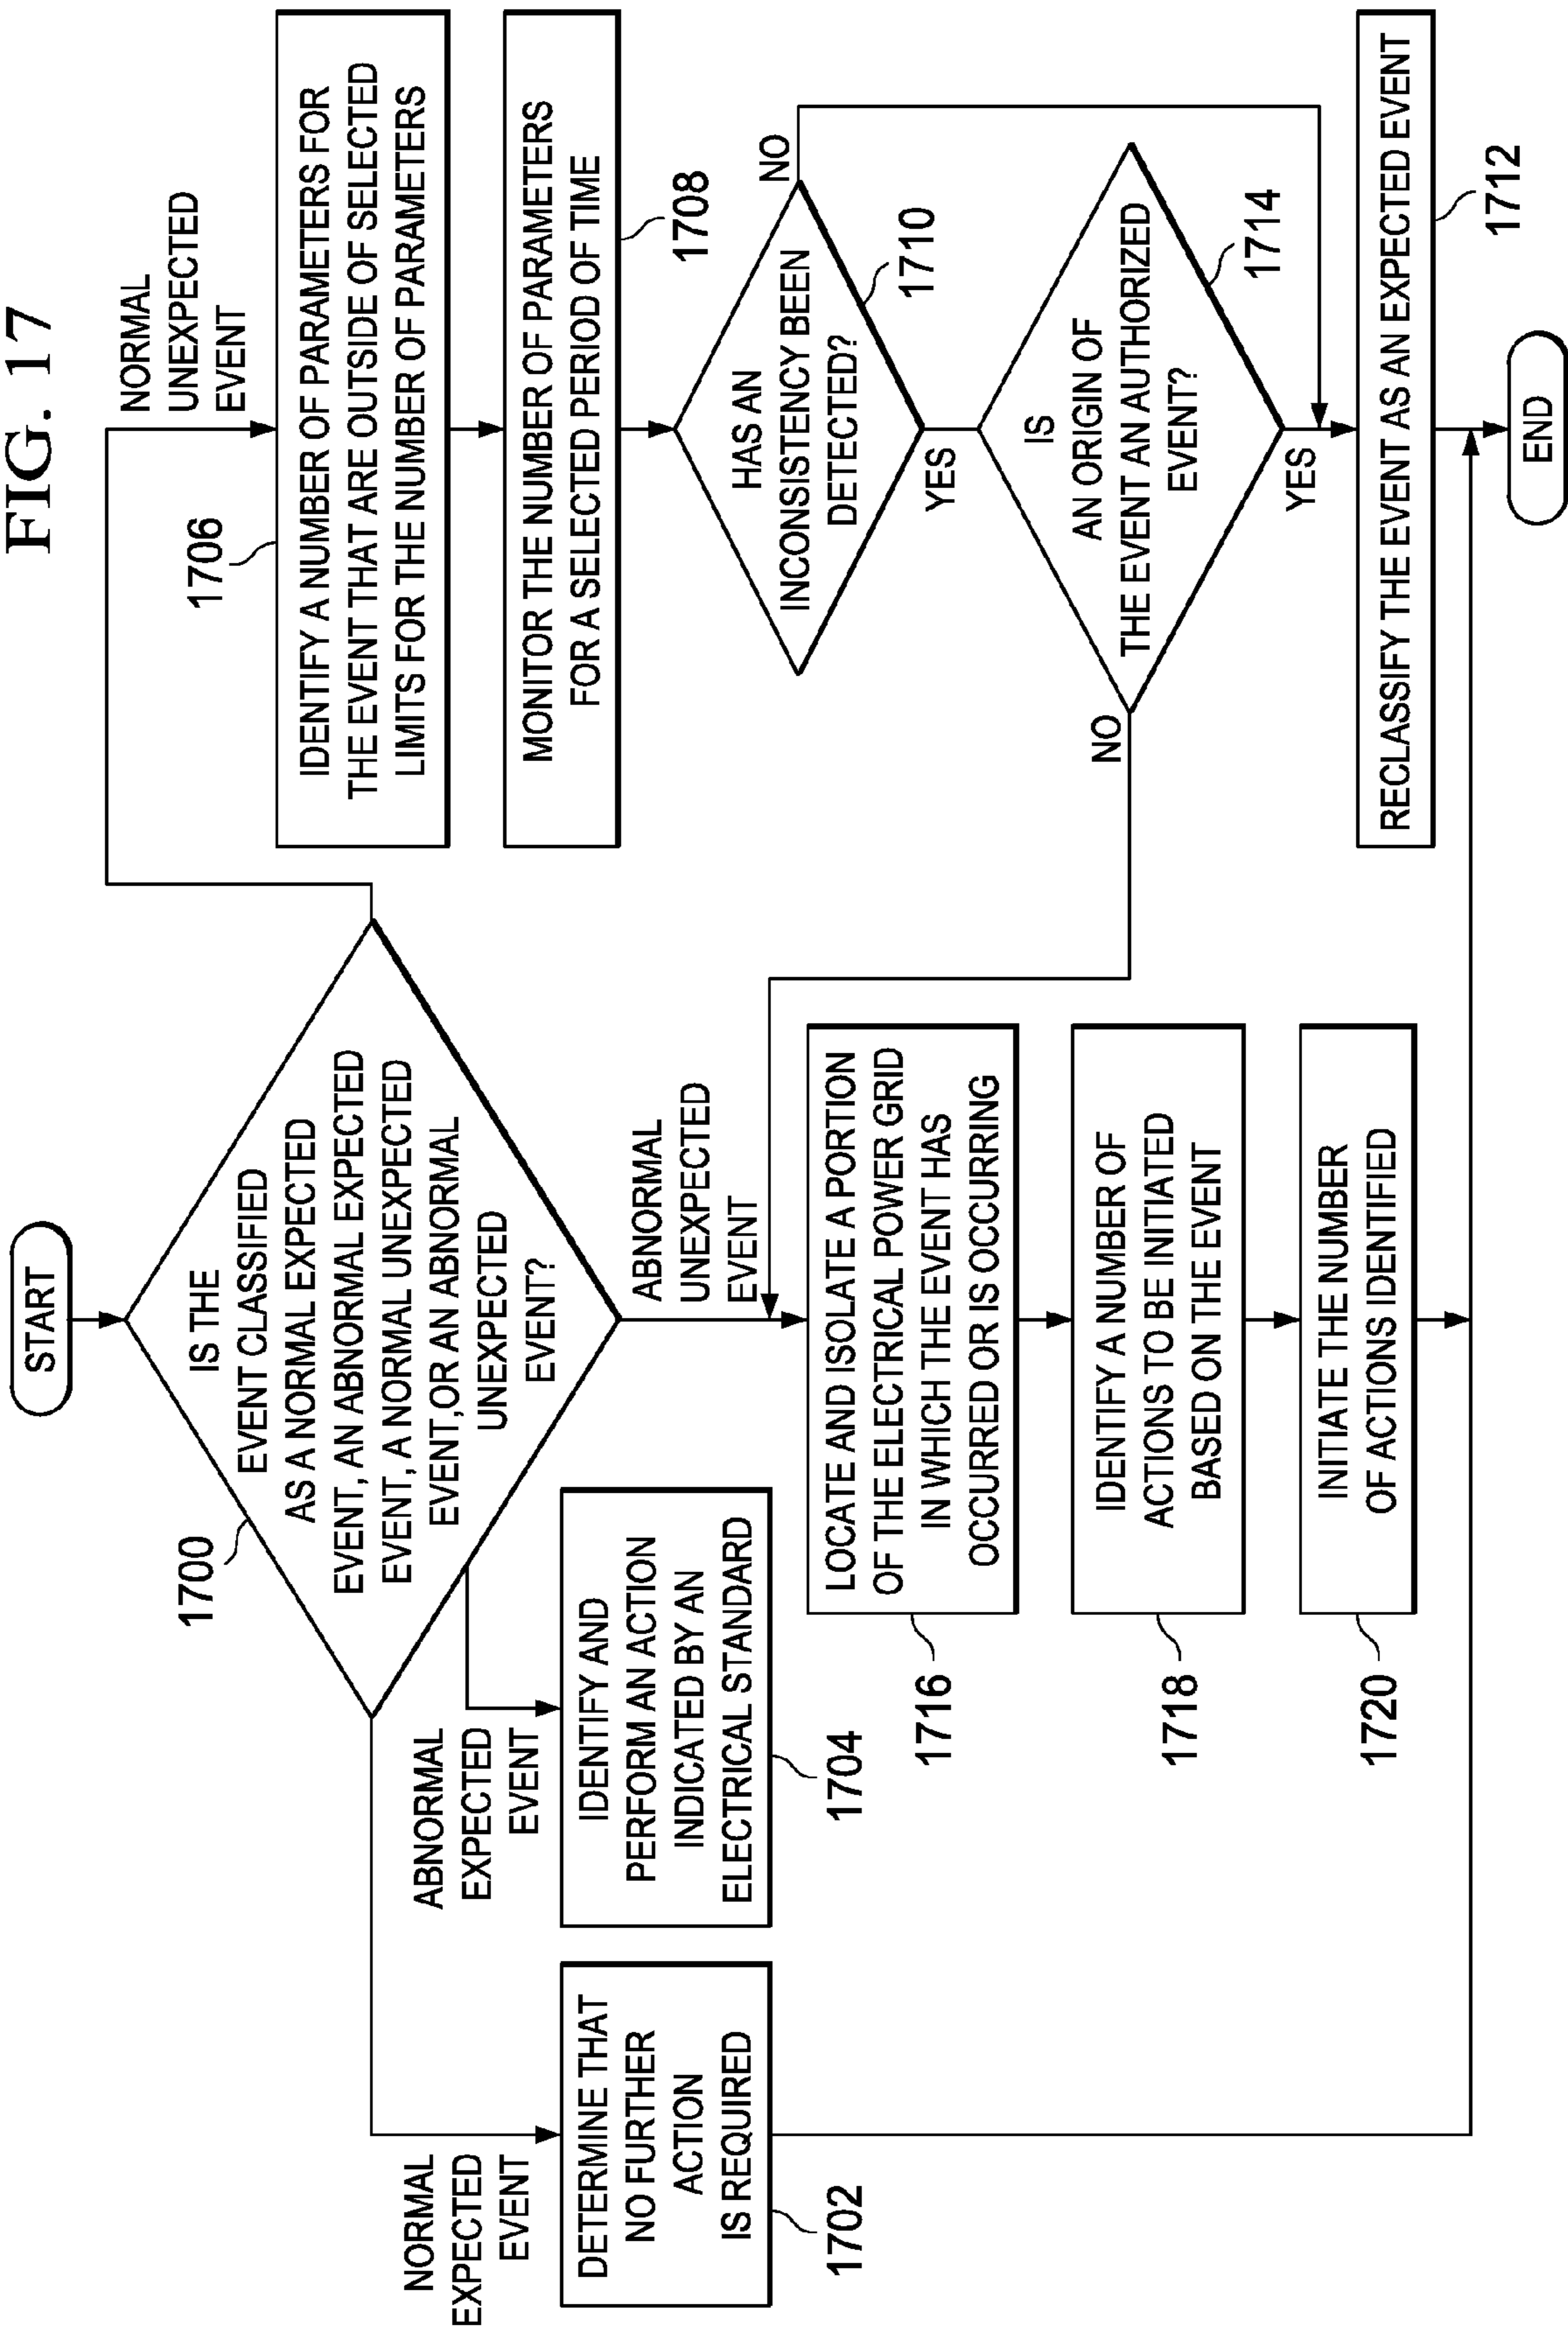 FIG. 17
START
1700
IS THE
EVENT CLASSIFIED
AS A NORMAL EXPECTED
EVENT, AN ABNORMAL EXPECTED
EVENT, A NORMAL UNEXPECTED
EVENT, OR AN ABNORMAL
UNEXPECTED
EVENT?
NORMAL
EXPECTED
EVENT
DETERMINE THAT
NO FURTHER
ACTION
IS REQUIRED
1702
ABNORMAL
EXPECTED
EVENT
IDENTIFY AND
PERFORM AN ACTION
INDICATED BY AN
ELECTRICAL STANDARD
1704
ABNORMAL
UNEXPECTED
EVENT
LOCATE AND ISOLATE A PORTION
OF THE ELECTRICAL POWER GRID
IN WHICH THE EVENT HAS
OCCURRED OR IS OCCURRING
1716
IDENTIFY A NUMBER OF
ACTIONS TO BE INITIATED
BASED ON THE EVENT
1718
INITIATE THE NUMBER
OF ACTIONS IDENTIFIED
1720
NORMAL
UNEXPECTED
EVENT
1706
IDENTIFY A NUMBER OF PARAMETERS FOR
THE EVENT THAT ARE OUTSIDE OF SELECTED
LIMITS FOR THE NUMBER OF PARAMETERS
MONITOR THE NUMBER OF PARAMETERS
FOR A SELECTED PERIOD OF TIME
1708
HAS AN
INCONSISTENCY BEEN
DETECTED?
NO
1710
YES
IS
AN ORIGIN OF
THE EVENT AN AUTHORIZED
EVENT?
NO
1714
YES
RECLASSIFY THE EVENT AS AN EXPECTED EVENT
1712
END